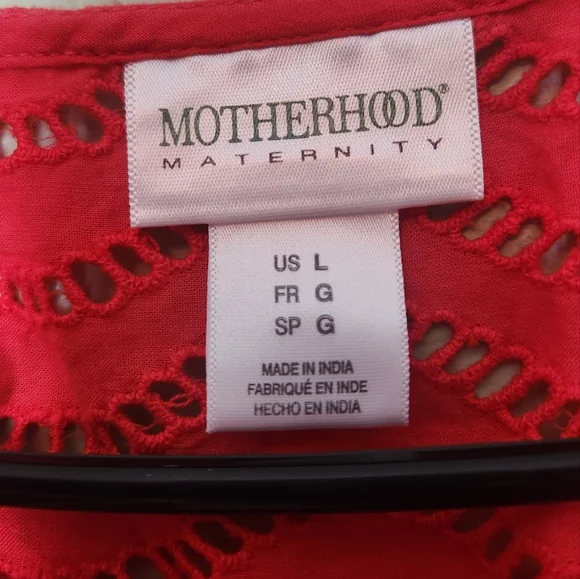 MOTHERHOOD®
MATERNITY
US L
FR G
SP G
MADE IN INDIA
FABRIQUÉ EN INDE
HECHO EN INDIA